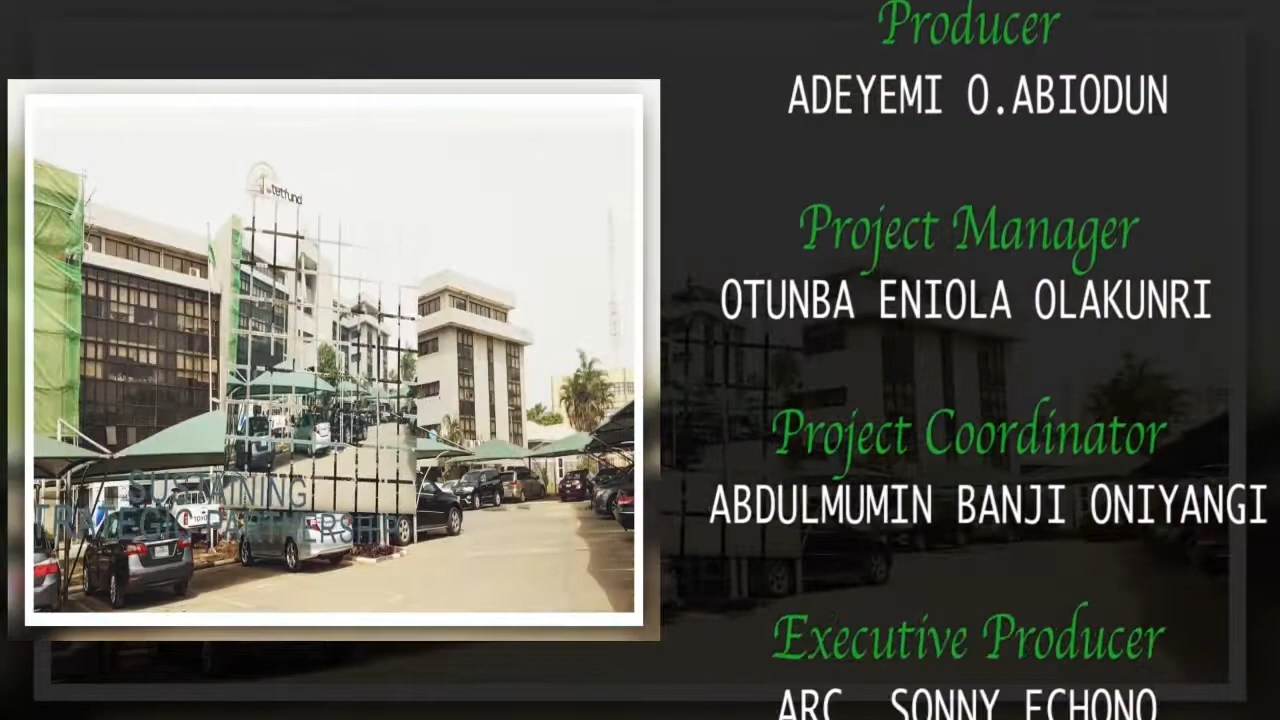 tetfund
SUSTAINING
Producer
ADEYEMI O.ABIODUN
Project Manager
OTUNBA ENIOLA OLAKUNRI
Project Coordinator
ABDULMUMIN BANJI ONIYANGI
Executive Producer
ARC. SONNY ECHONO